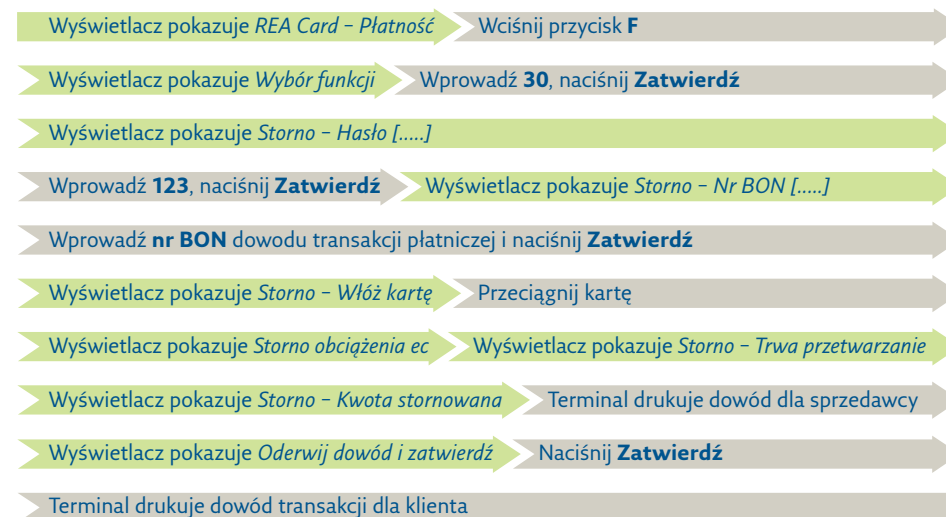 Wyświetlacz pokazuje REA Card – Płatność Wciśnij przycisk F
Wyświetlacz pokazuje Wybór funkcji Wprowadź 30, naciśnij Zatwierdź
Wyświetlacz pokazuje Storno – Hasło [.....]
Wprowadź 123, naciśnij Zatwierdź Wyświetlacz pokazuje Storno – Nr BON [.....]
Wprowadź nr BON dowodu transakcji płatniczej i naciśnij Zatwierdź
Wyświetlacz pokazuje Storno – Włóż kartę Przeciągnij kartę
Wyświetlacz pokazuje Storno obciążenia ec Wyświetlacz pokazuje Storno – Trwa przetwarzanie
Wyświetlacz pokazuje Storno – Kwota stornowana Terminal drukuje dowód dla sprzedawcy
Wyświetlacz pokazuje Oderwij dowód i zatwierdź Naciśnij Zatwierdź
Terminal drukuje dowód transakcji dla klienta